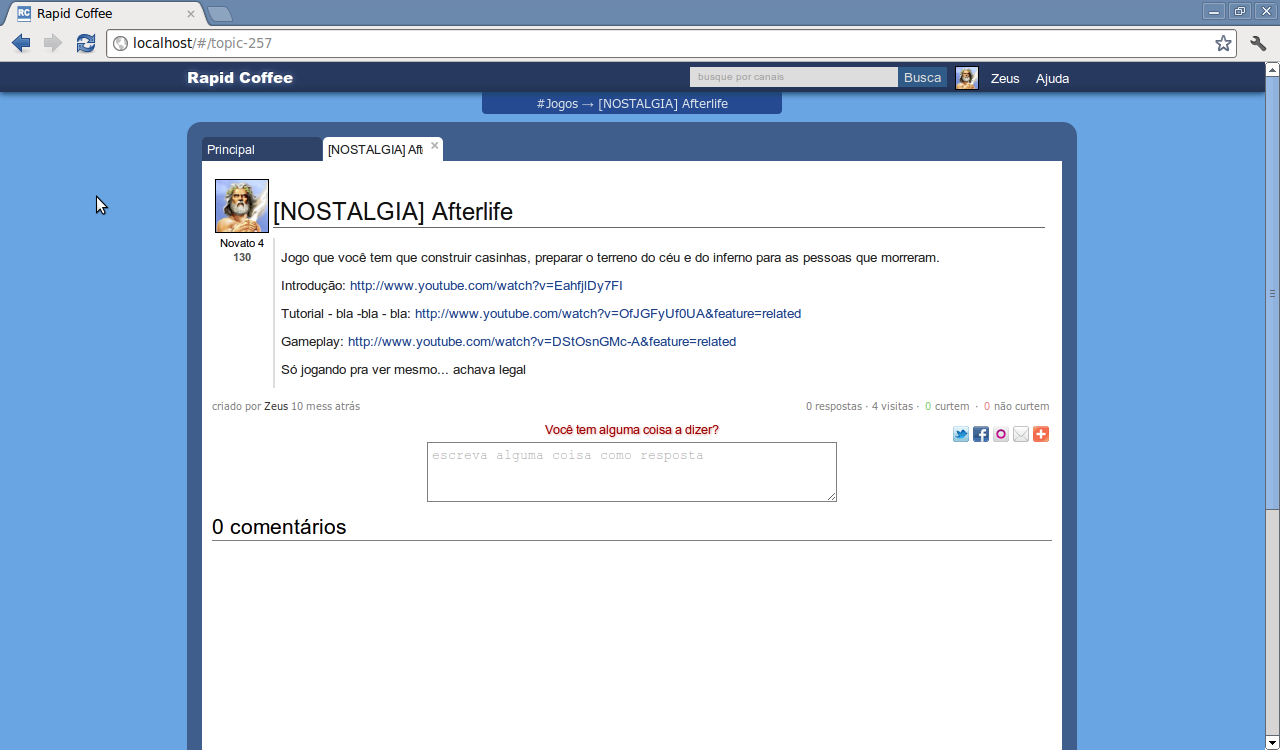 RC Rapid Coffee
localhost/#/topic-257
Rapid Coffee
busque por canais
Busca
Zeus
Ajuda
#Jogos → [NOSTALGIA] Afterlife
Principal
[NOSTALGIA] Aft
[NOSTALGIA] Afterlife
Novato 4
130
Jogo que você tem que construir casinhas, preparar o terreno do céu e do inferno para as pessoas que morreram.
Introdução: http://www.youtube.com/watch?v=EahfjlDy7FI
Tutorial - bla -bla - bla: http://www.youtube.com/watch?v=OfJGFyUf0UA&feature=related
Gameplay: http://www.youtube.com/watch?v=DStOsnGMc-A&feature=related
Só jogando pra ver mesmo... achava legal
criado por Zeus 10 mess atrás
0 respostas · 4 visitas · 0 curtem · 0 não curtem
Você tem alguma coisa a dizer?
escreva alguma coisa como resposta
0 comentários